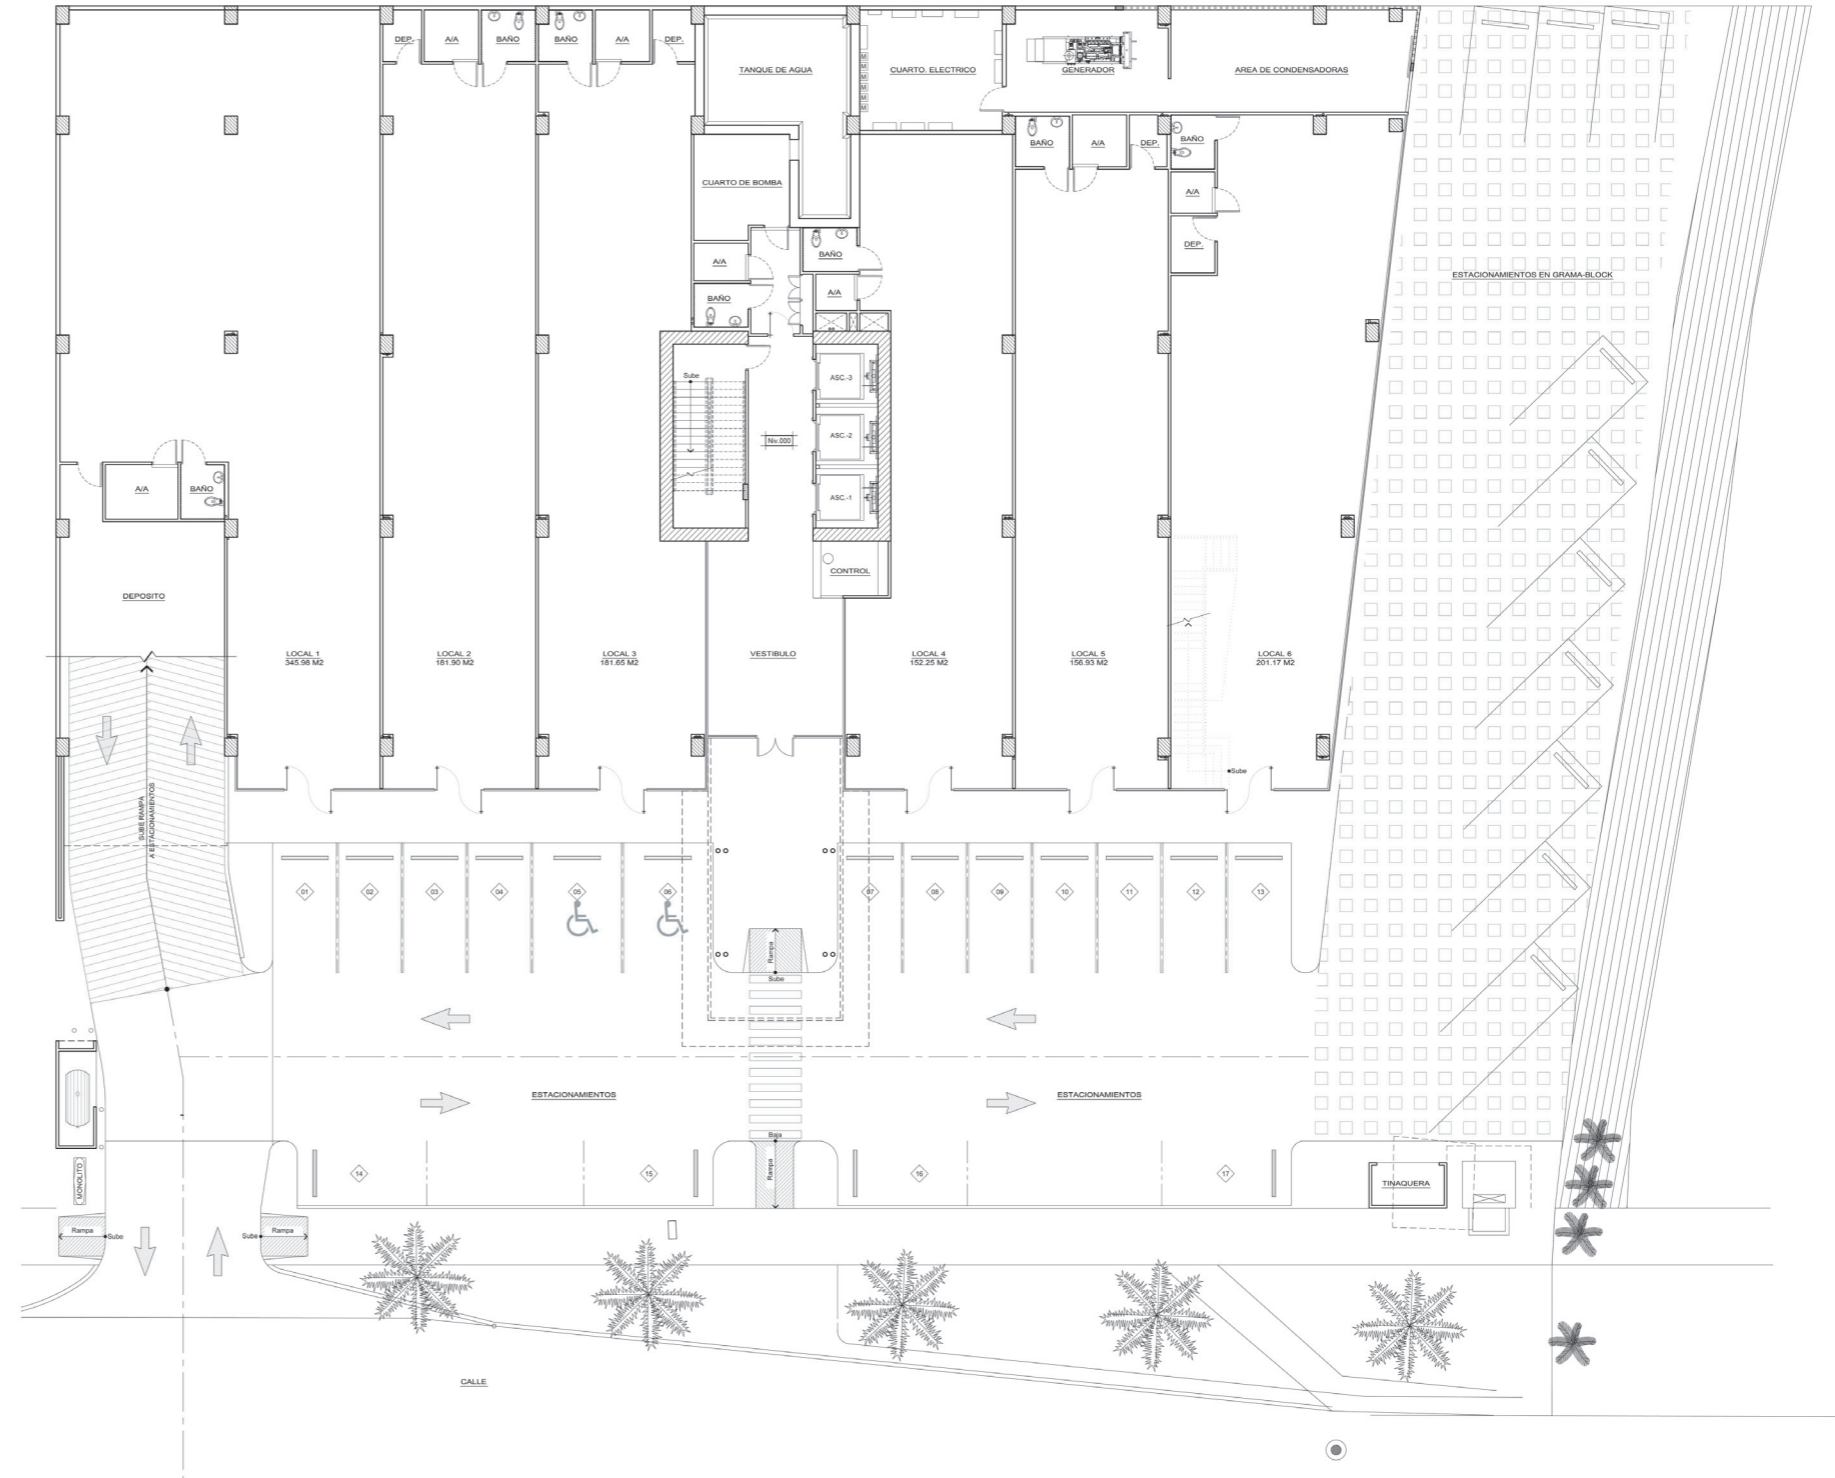 DEP.
A/A
BAÑO
BAÑO
A/A
DEP.
TANQUE DE AGUA
CUARTO. ELECTRICO
GENERADOR
AREA DE CONDENSADORAS
M
M
M
M
M
M
BAÑO
A/A
DEP.
BAÑO
CUARTO DE BOMBA
A/A
DEP.
BAÑO
A/A
ESTACIONAMIENTOS EN GRAMA-BLOCK
A/A
BAÑO
Sube
ASC.-3
Niv.000
ASC.-2
A/A
BAÑO
ASC.-1
CONTROL
DEPOSITO
LOCAL 1
345.98 M2
LOCAL 2
181.90 M2
LOCAL 3
181.65 M2
VESTIBULO
LOCAL 4
152.25 M2
LOCAL 5
156.93 M2
LOCAL 6
201.17 M2
Sube
SUBE RAMPA
A ESTACIONAMIENTOS
01
02
03
04
05
06
07
08
09
10
11
12
13
Rampa
Sube
ESTACIONAMIENTOS
ESTACIONAMIENTOS
Baja
Rampa
14
15
16
17
MONOLITO
TINAQUERA
Rampa
Sube
Sube
Rampa
CALLE